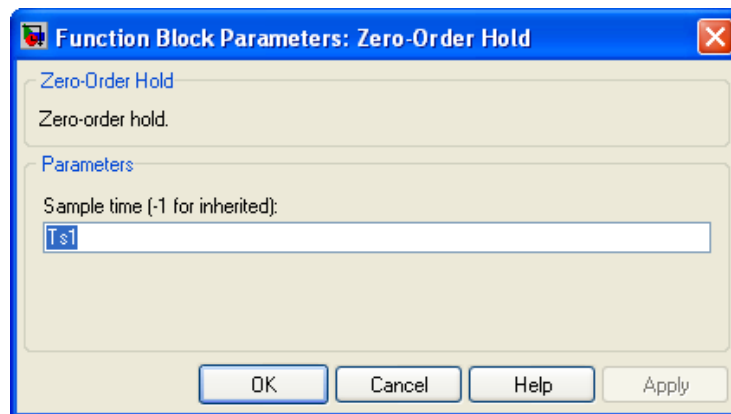 Function Block Parameters: Zero-Order Hold
Zero-Order Hold
Zero-order hold.
Parameters
Sample time (-1 for inherited):
Ts1
OK
Cancel
Help
Apply